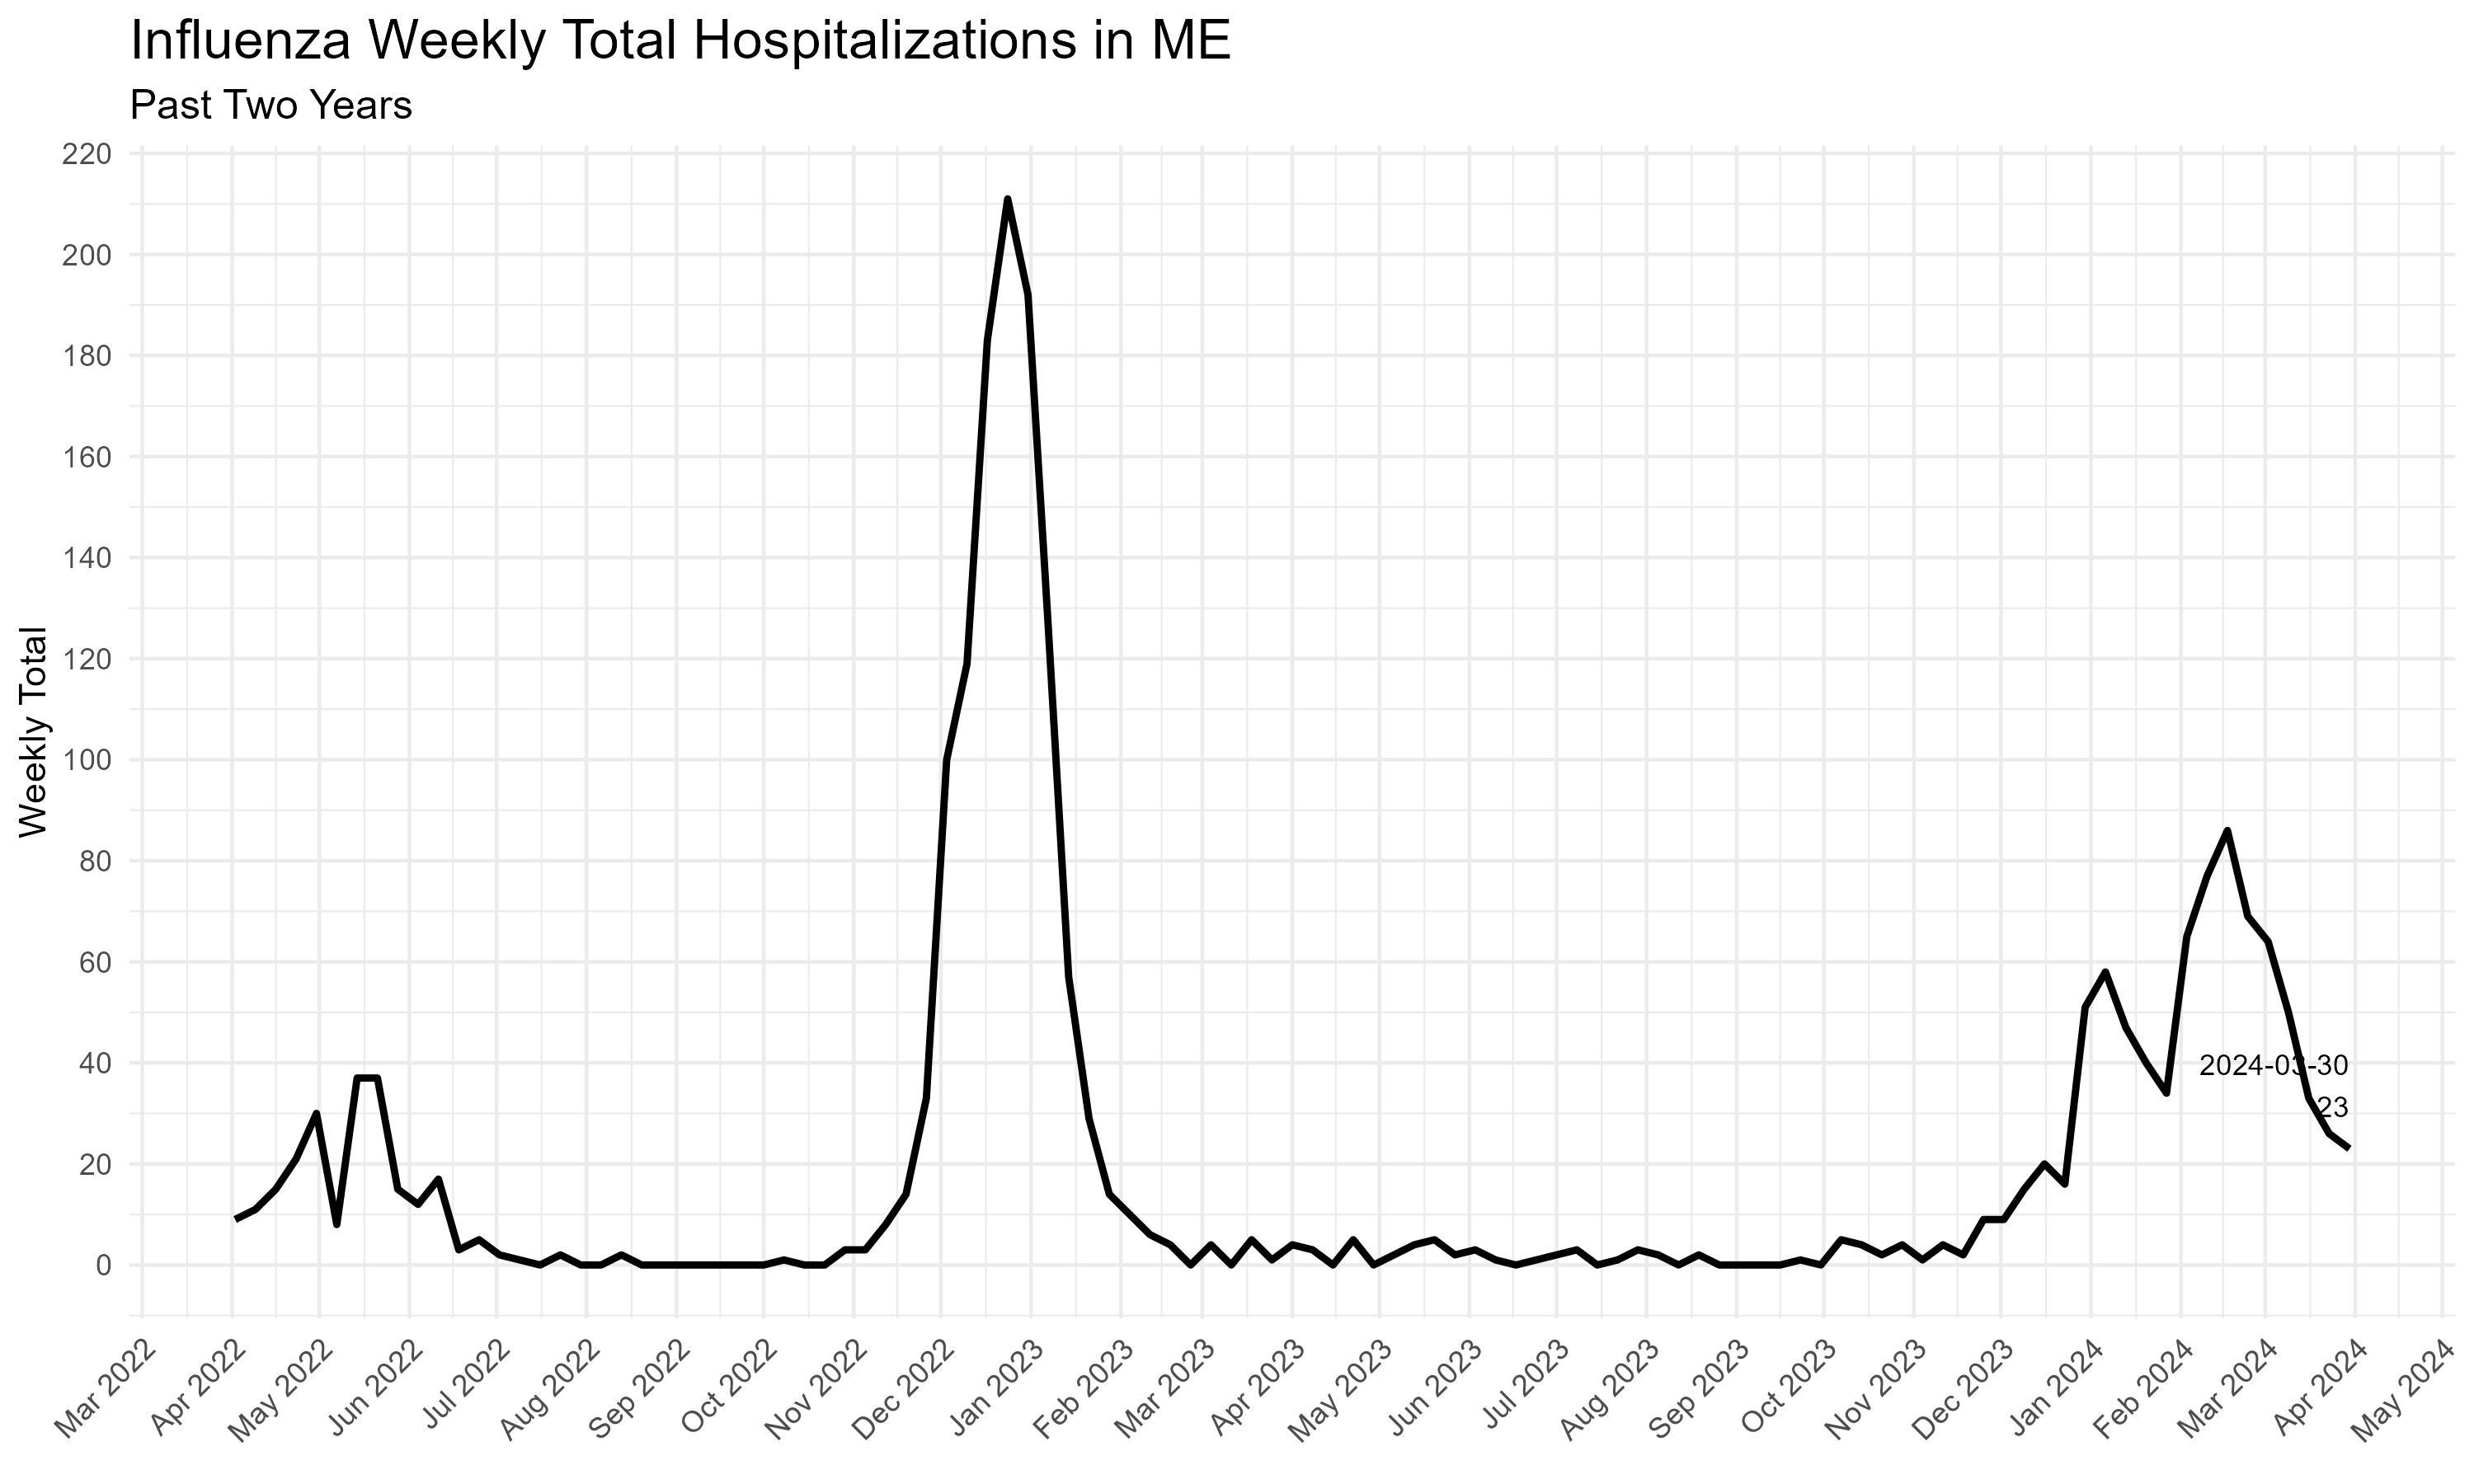 Influenza Weekly Total Hospitalizations in ME
Past Two Years
Weekly Total
220
200
180
160
140
120
100
80
60
40
20
0
2024-03-30
23
Mar 2022
Apr 2022
May 2022
Jun 2022
Jul 2022
Aug 2022
Sep 2022
Oct 2022
Nov 2022
Dec 2022
Jan 2023
Feb 2023
Mar 2023
Apr 2023
May 2023
Jun 2023
Jul 2023
Aug 2023
Sep 2023
Oct 2023
Nov 2023
Dec 2023
Jan 2024
Feb 2024
Mar 2024
Apr 2024
May 2024